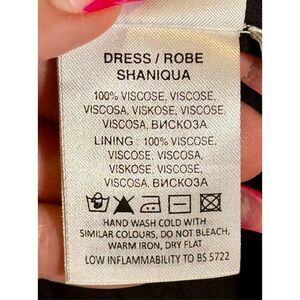 DRESS / ROBE
SHANIQUA
100% VISCOSE, VISCOSE,
VISCOSA, VISKOSE, VISCOSE,
VISCOSA, ВИСКОЗА
LINING : 100% VISCOSE,
VISCOSE, VISCOSA,
VISKOSE, VISCOSE,
VISCOSA, ВИСКОЗА
HAND WASH COLD WITH
SIMILAR COLOURS, DO NOT BLEACH,
WARM IRON, DRY FLAT
LOW INFLAMMABILITY TO BS 5722